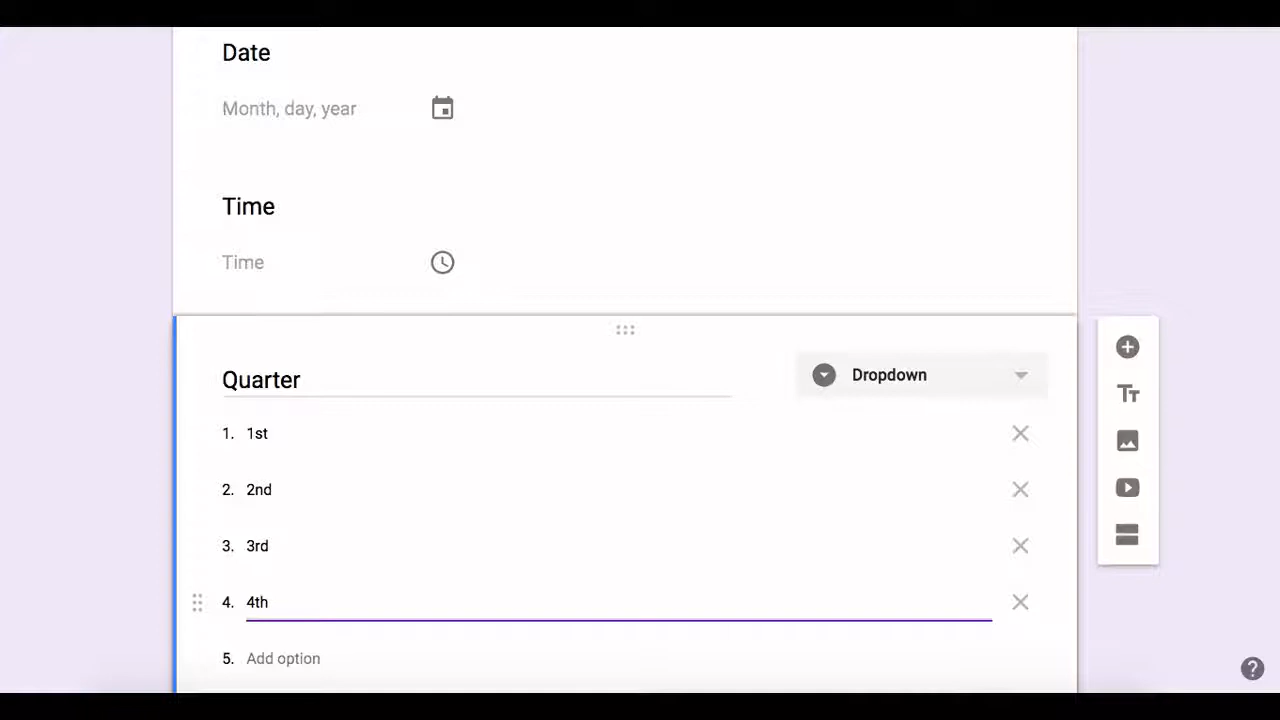 Date
Month, day, year
Time
Time
Quarter
Dropdown
1. 1st
2. 2nd
3. 3rd
4. 4th
5. Add option